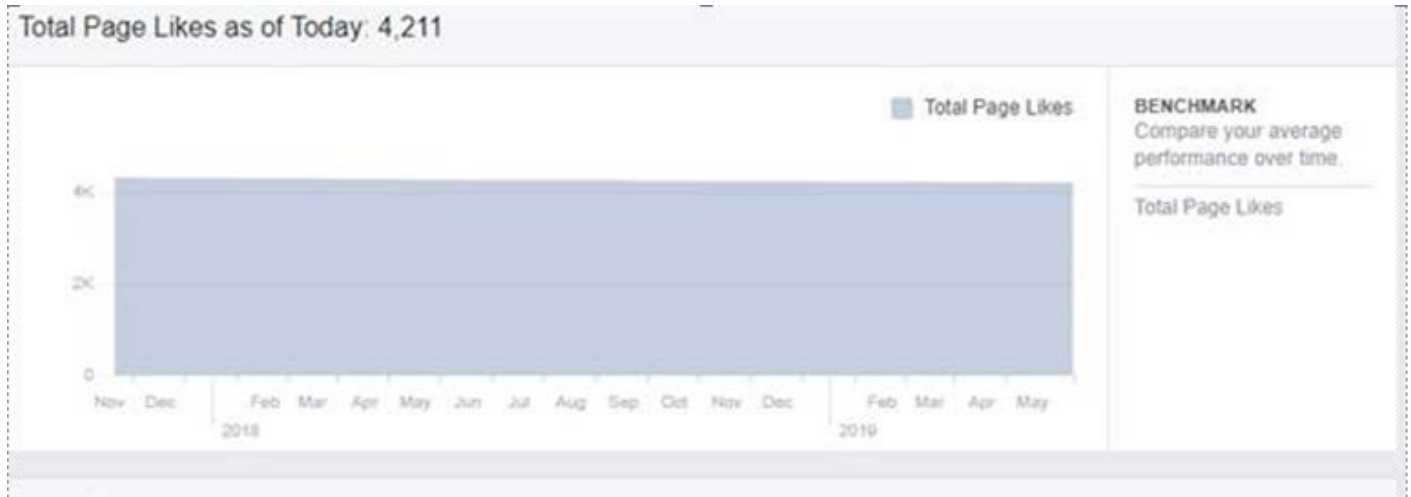 Total Page Likes as of Today: 4,211
Total Page Likes
BENCHMARK
Compare your average
performance over time.
Total Page Likes
4K
2K
0
Nov Dec Feb Mar Apr May Jun Jul Aug Sep Oct Nov Dec Feb Mar Apr May
2018 2019